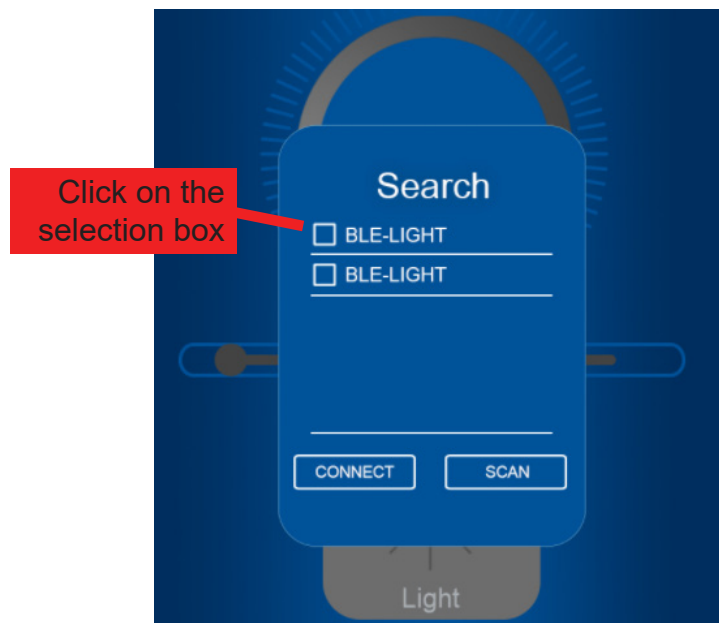 Search
Click on the
selection box
BLE-LIGHT
BLE-LIGHT
CONNECT
SCAN
Light